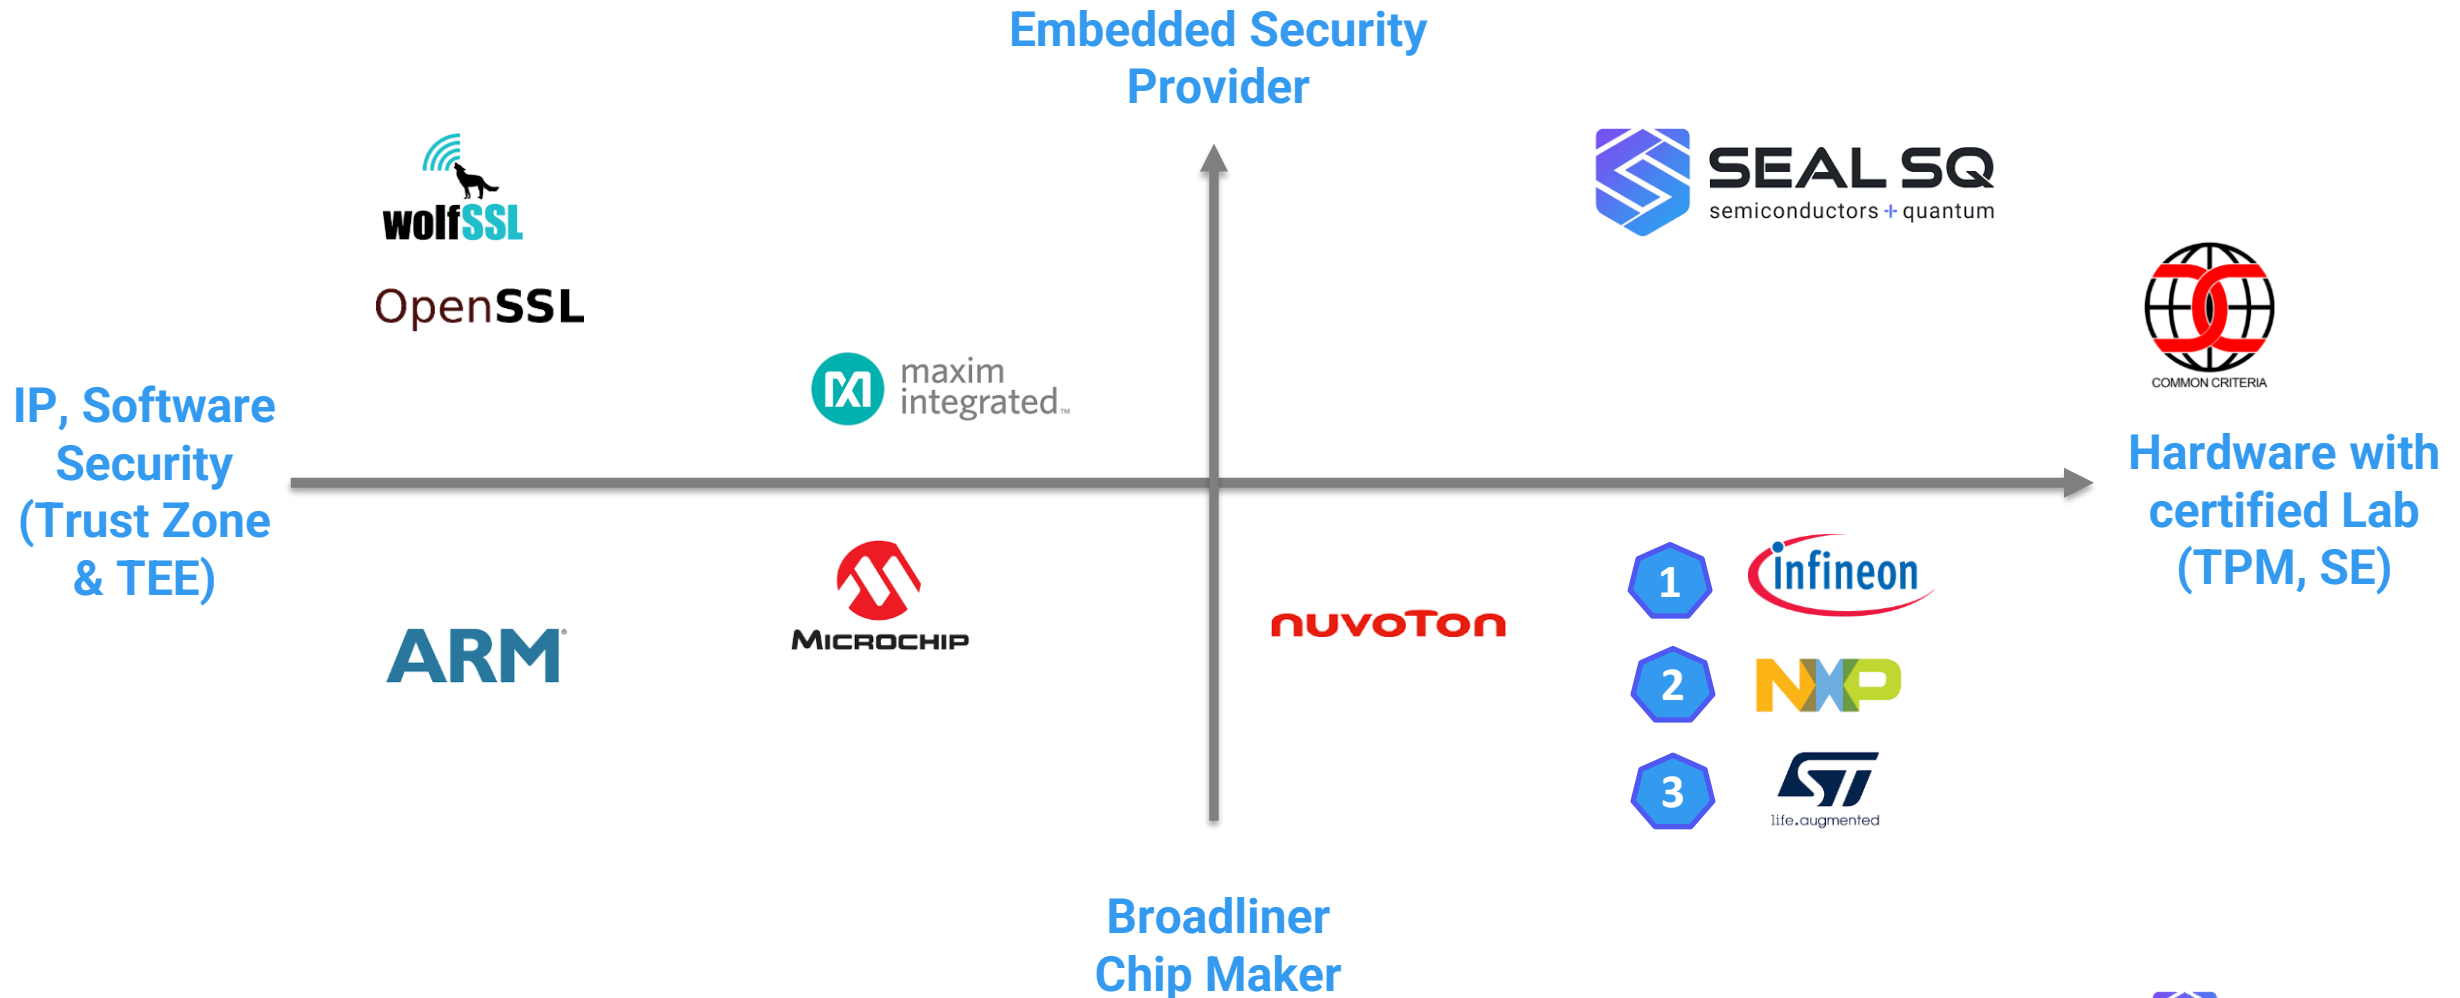 Embedded Security
Provider
wolfSSL
SEAL SQ
semiconductors + quantum
OpenSSL
maxim
integrated™
COMMON CRITERIA
IP, Software
Security
(Trust Zone
& TEE)
Hardware with
certified Lab
(TPM, SE)
MICROCHIP
ARM®
nuvoTon
1
infineon
2
NXP
3
ST
life.augmented
Broadliner
Chip Maker